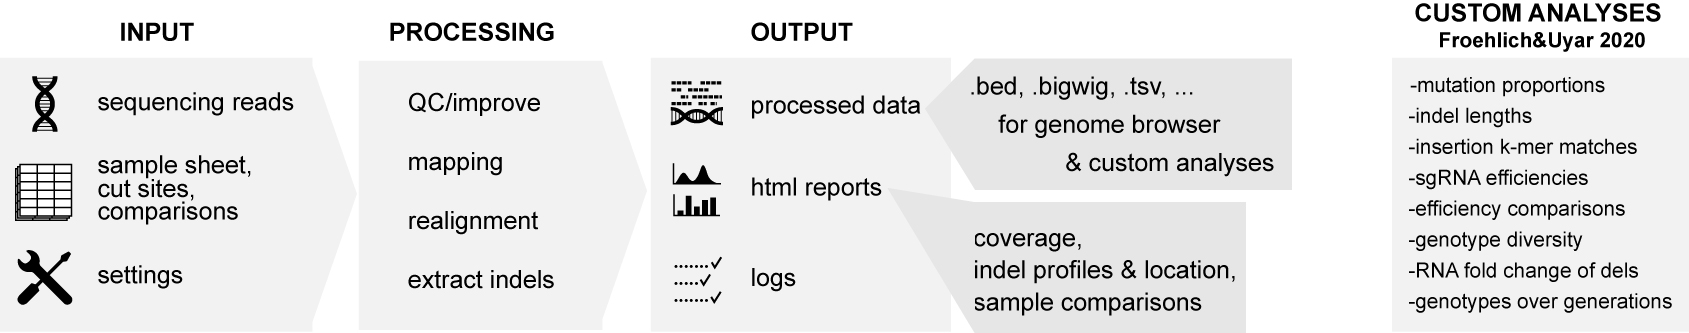 INPUT
sequencing reads
sample sheet,
cut sites,
comparisons
settings
PROCESSING
QC/improve
mapping
realignment
extract indels
OUTPUT
processed data
html reports
logs
.bed, .bigwig, .tsv, ...
for genome browser
& custom analyses
coverage,
indel profiles & location,
sample comparisons
CUSTOM ANALYSES
Froehlich&Uyar 2020
-mutation proportions
-indel lengths
-insertion k-mer matches
-sgRNA efficiencies
-efficiency comparisons
-genotype diversity
-RNA fold change of dels
-genotypes over generations